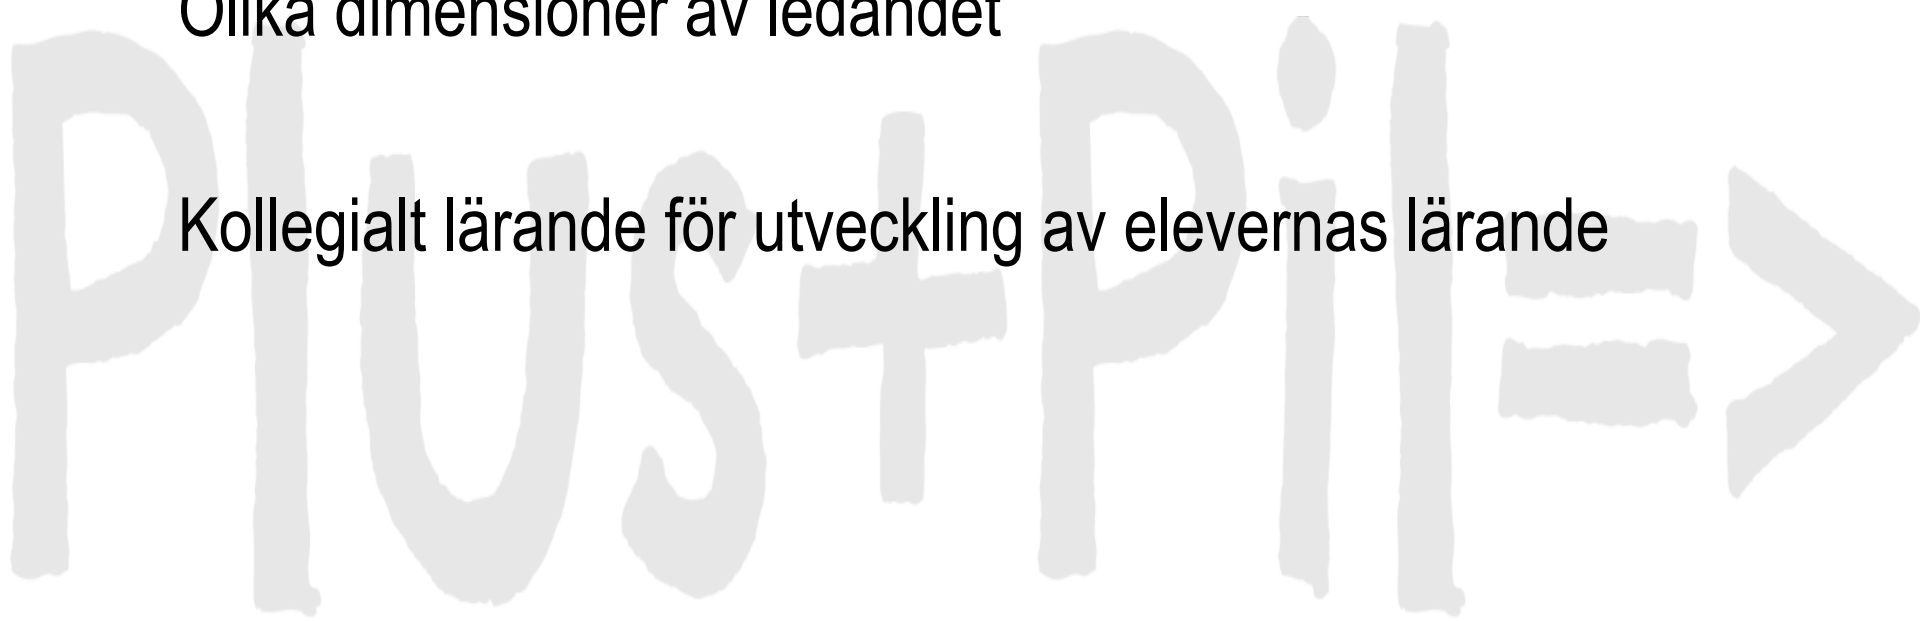 Olika dimensioner av ledandet
Kollegialt lärande för utveckling av elevernas lärande
Plus+Pil=>